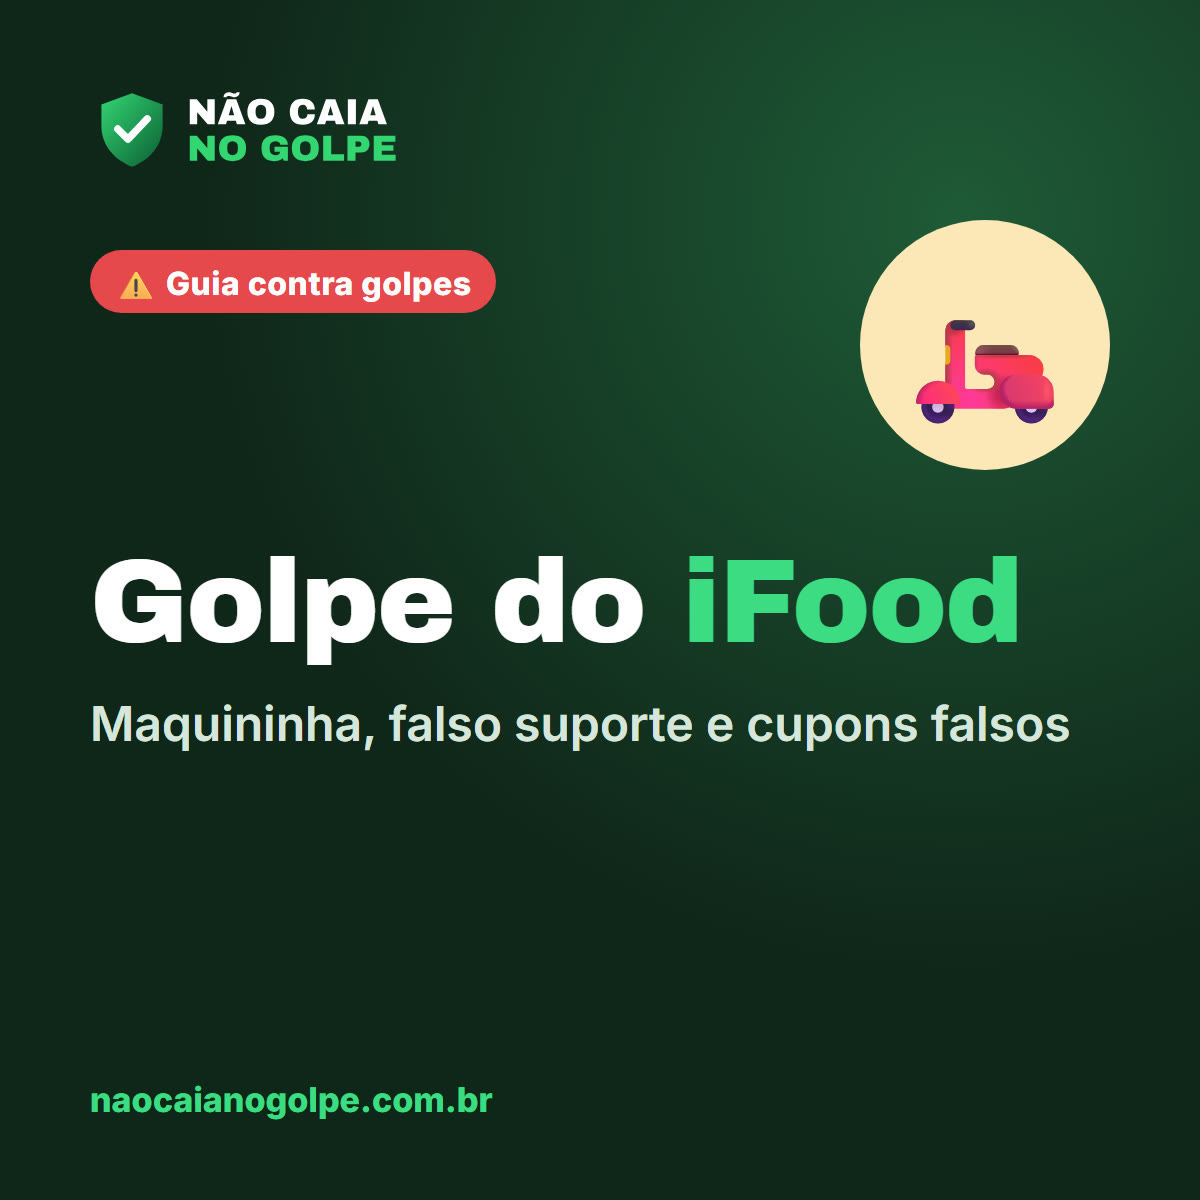 NÃO CAIA
NO GOLPE
Guia contra golpes
Golpe do iFood
Maquininha, falso suporte e cupons falsos
naocaianogolpe.com.br